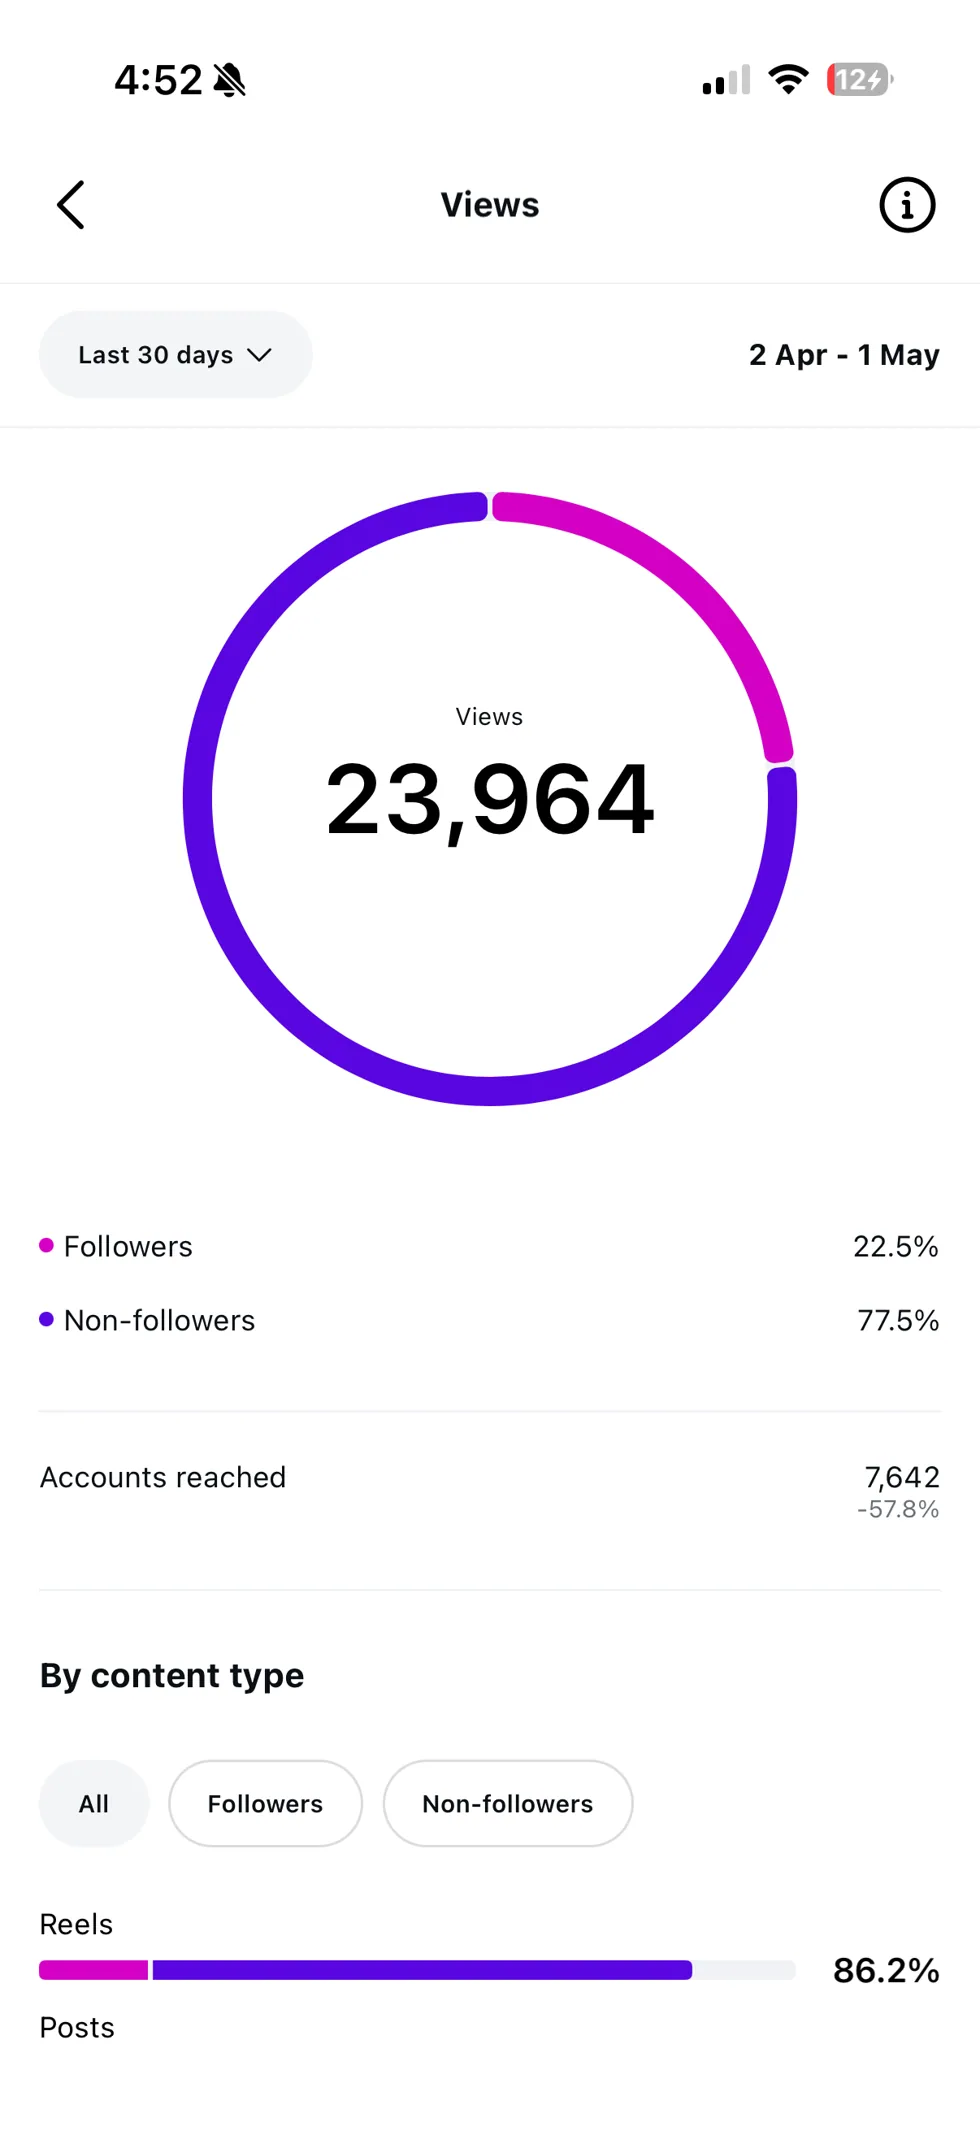 4:52
12
Views
Last 30 days
2 Apr - 1 May
Views
23,964
Followers
22.5%
Non-followers
77.5%
Accounts reached
7,642
-57.8%
By content type
All
Followers
Non-followers
Reels
86.2%
Posts